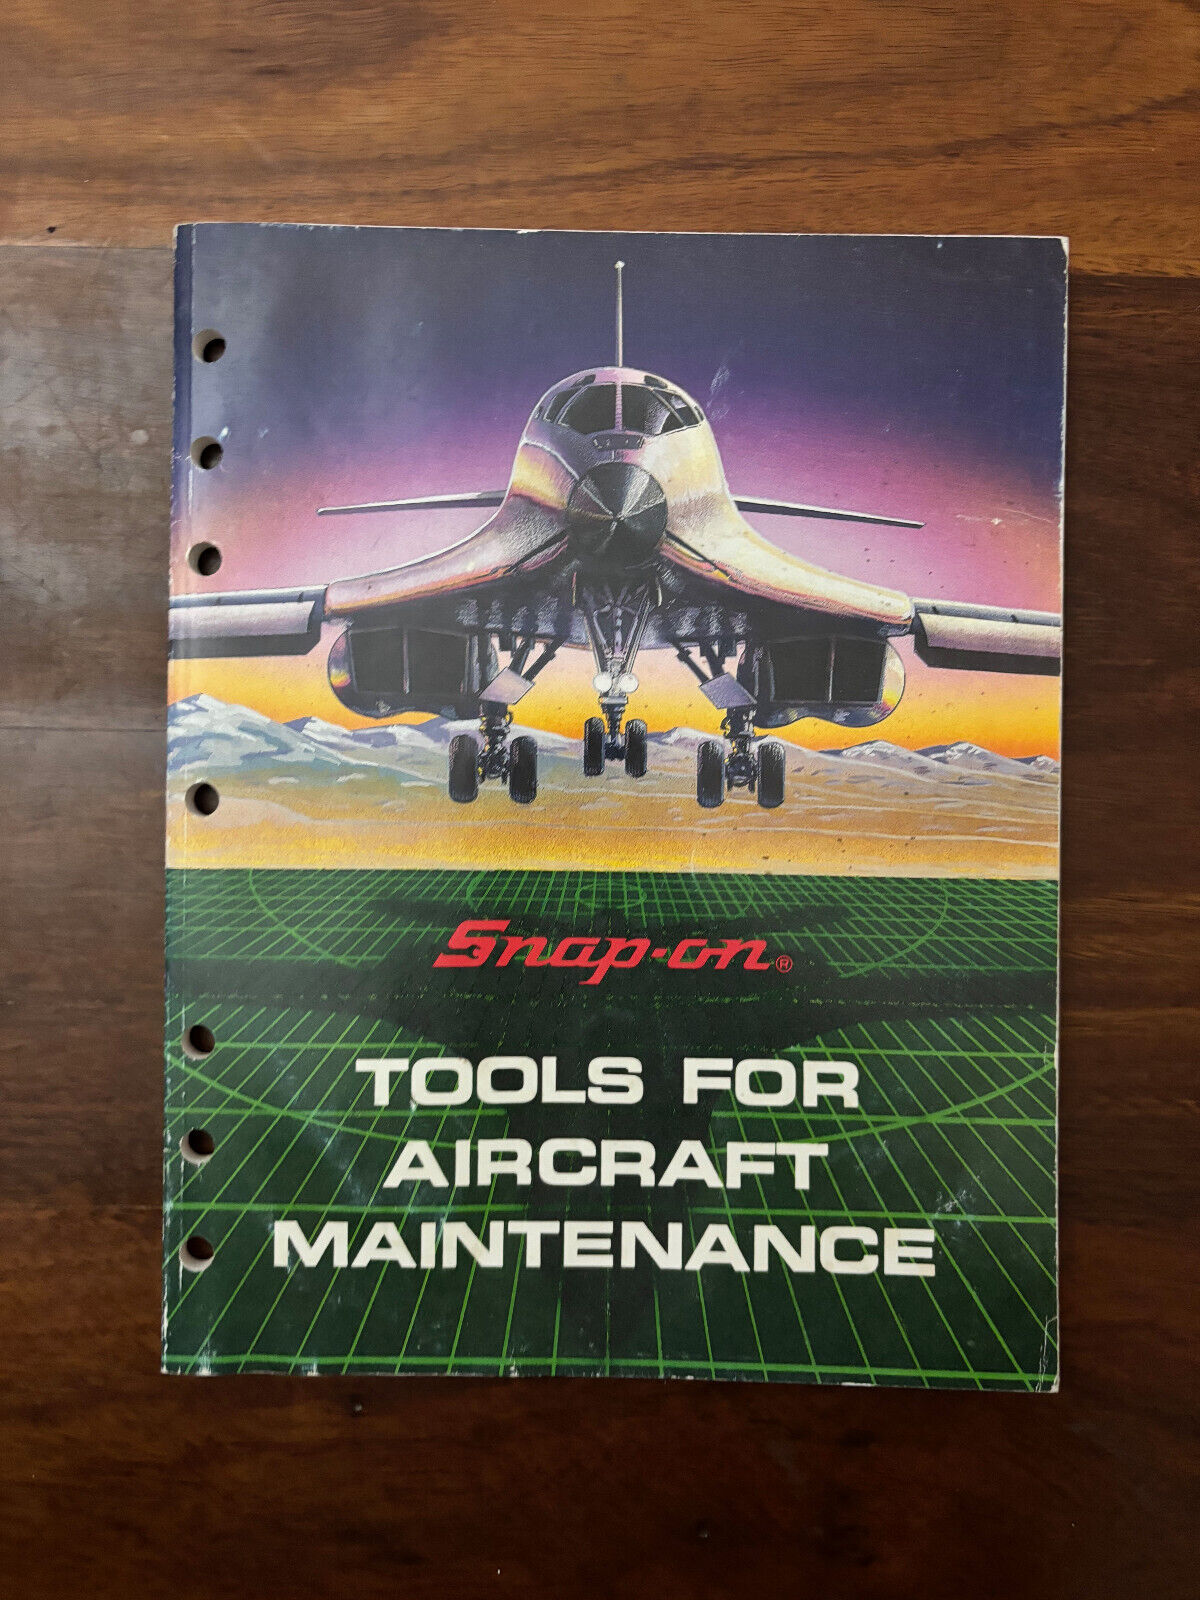 Snap-on®
TOOLS FOR
AIRCRAFT
MAINTENANCE